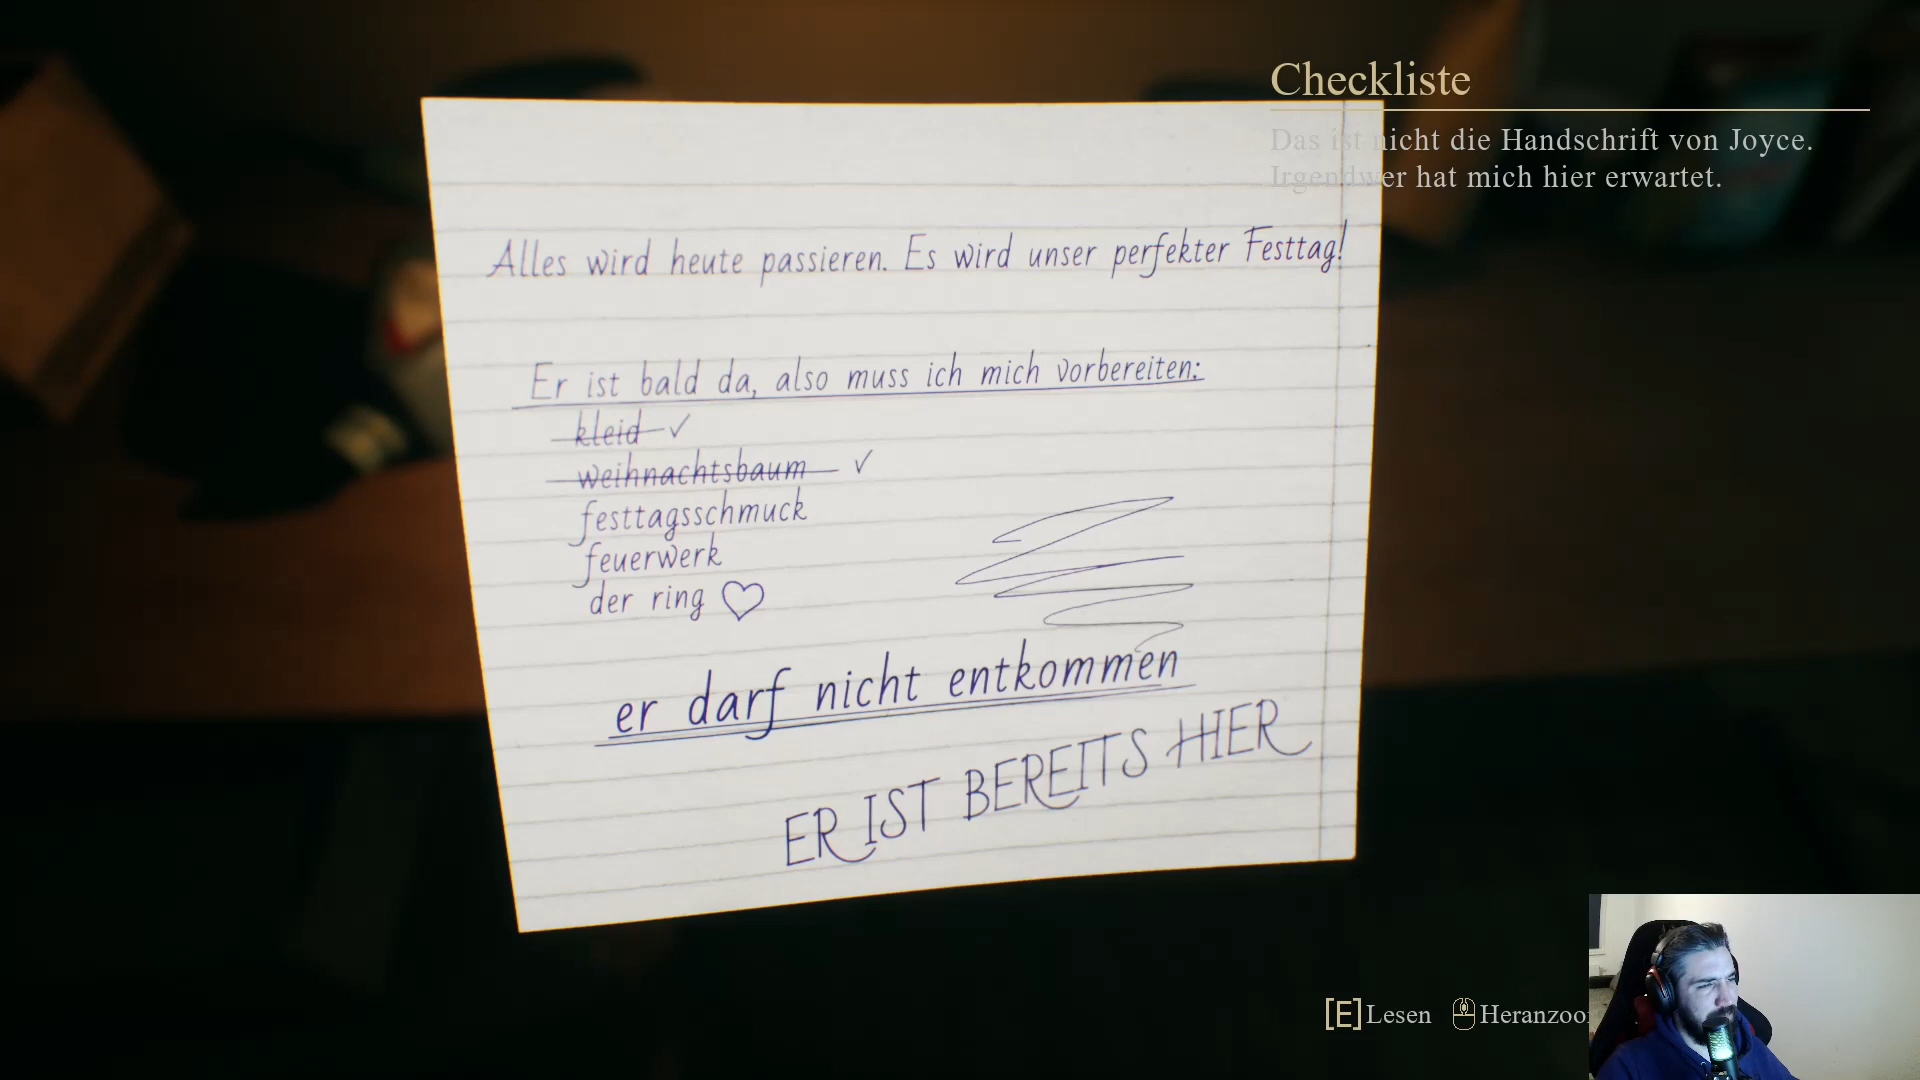 Checkliste
Das ist nicht die Handschrift von Joyce.
Irgendwer hat mich hier erwartet.
Alles wird heute passieren. Es wird unser perfekter Festtag!
Er ist bald da, also muss ich mich vorbereiten:
kleid ✓
weihnachtsbaum ✓
festtagsschmuck
feuerwerk
der ring ♡
er darf nicht entkommen
ER IST BEREITS HIER
[E] Lesen Heranzoo